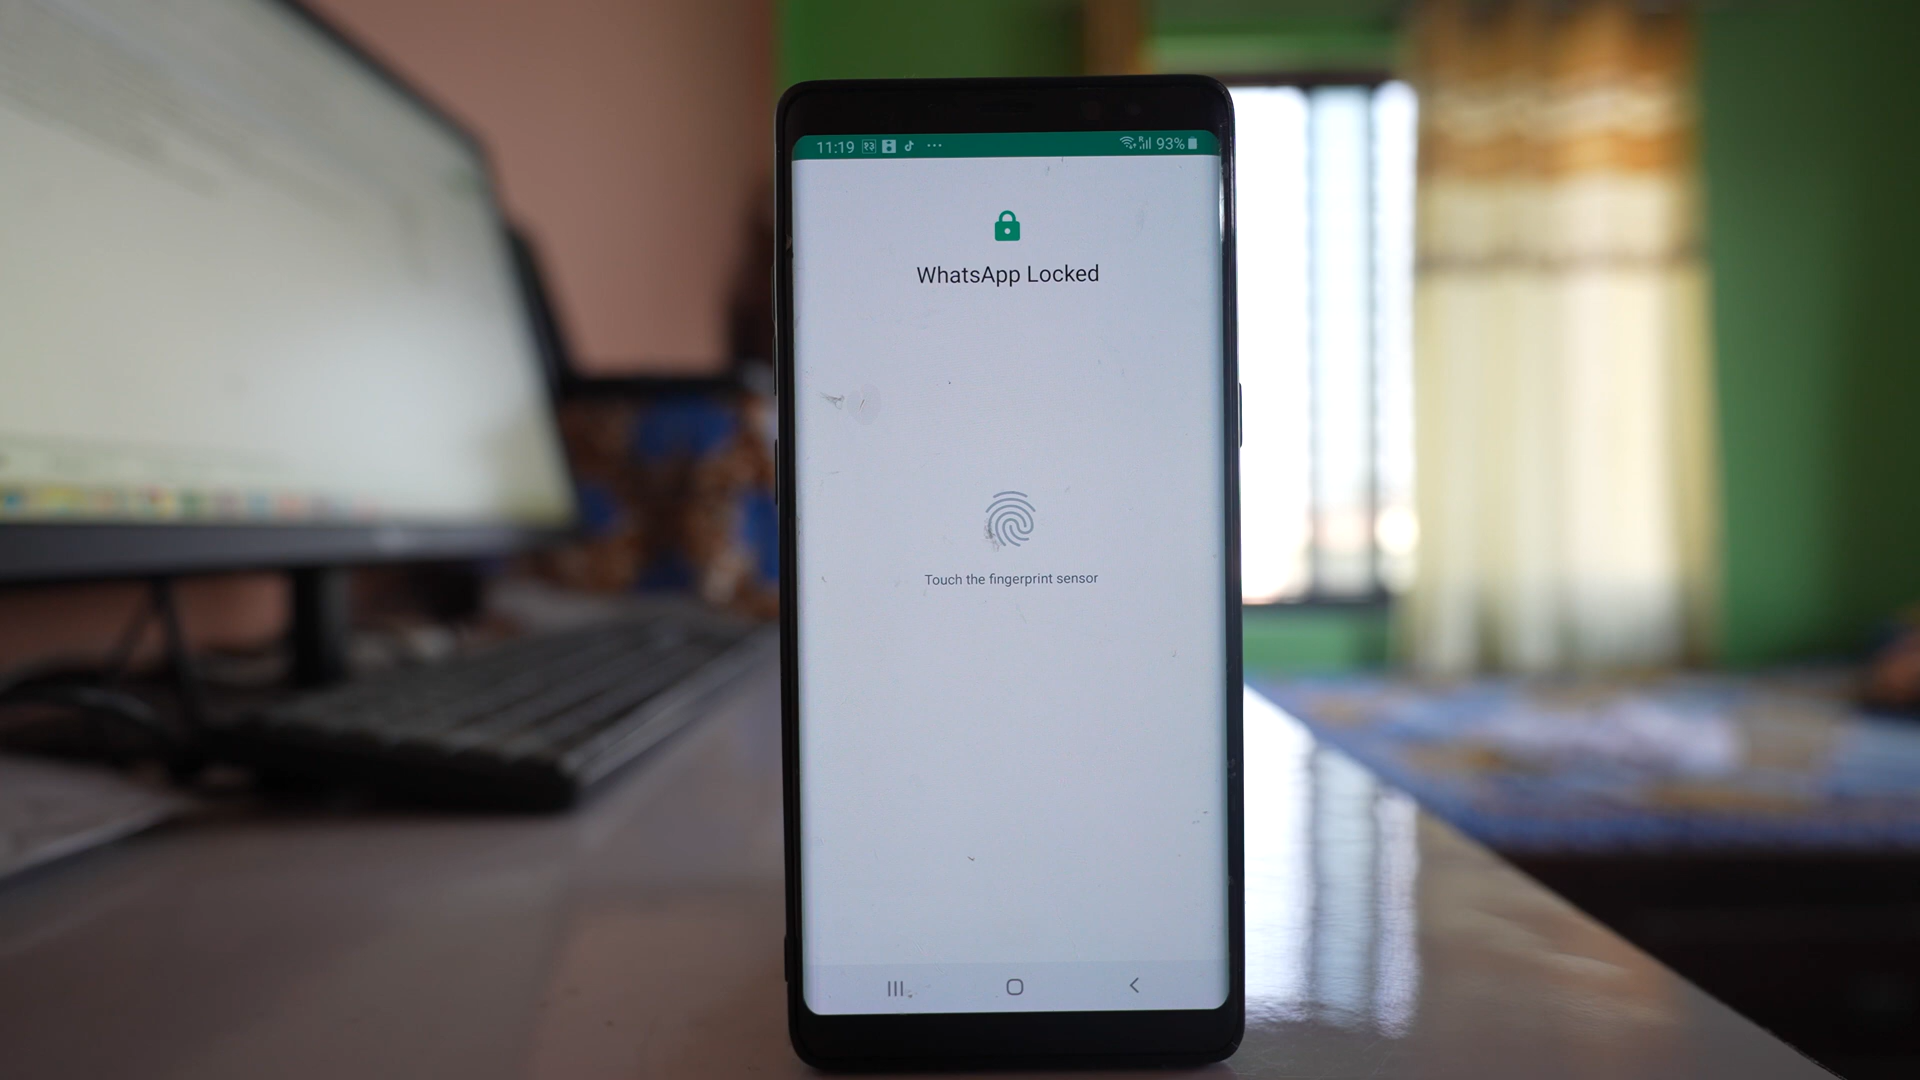 11:19 93%
WhatsApp Locked
Touch the fingerprint sensor